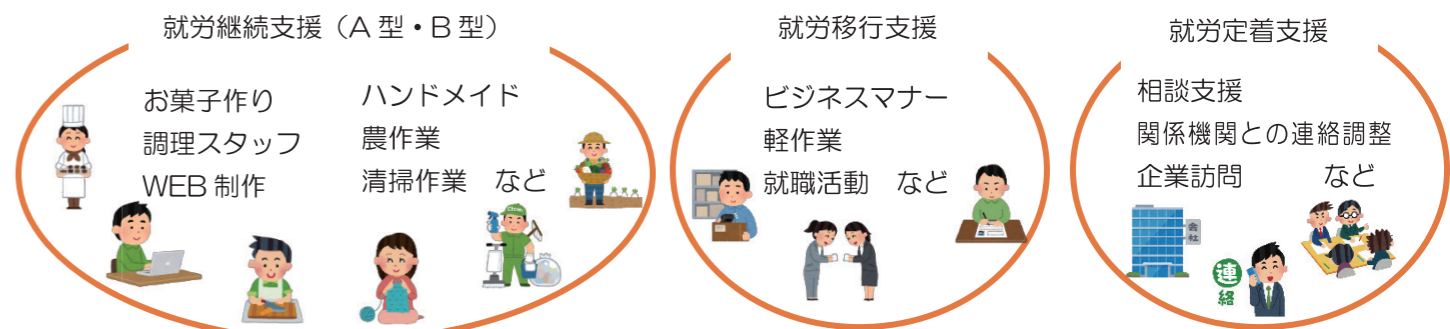 就労継続支援（A型・B型）
お菓子作り
調理スタッフ
WEB制作
ハンドメイド
農作業
清掃作業　など
Clean
就労移行支援
ビジネスマナー
軽作業
就職活動　など
就労定着支援
相談支援
関係機関との連絡調整
企業訪問　など
会社
連絡